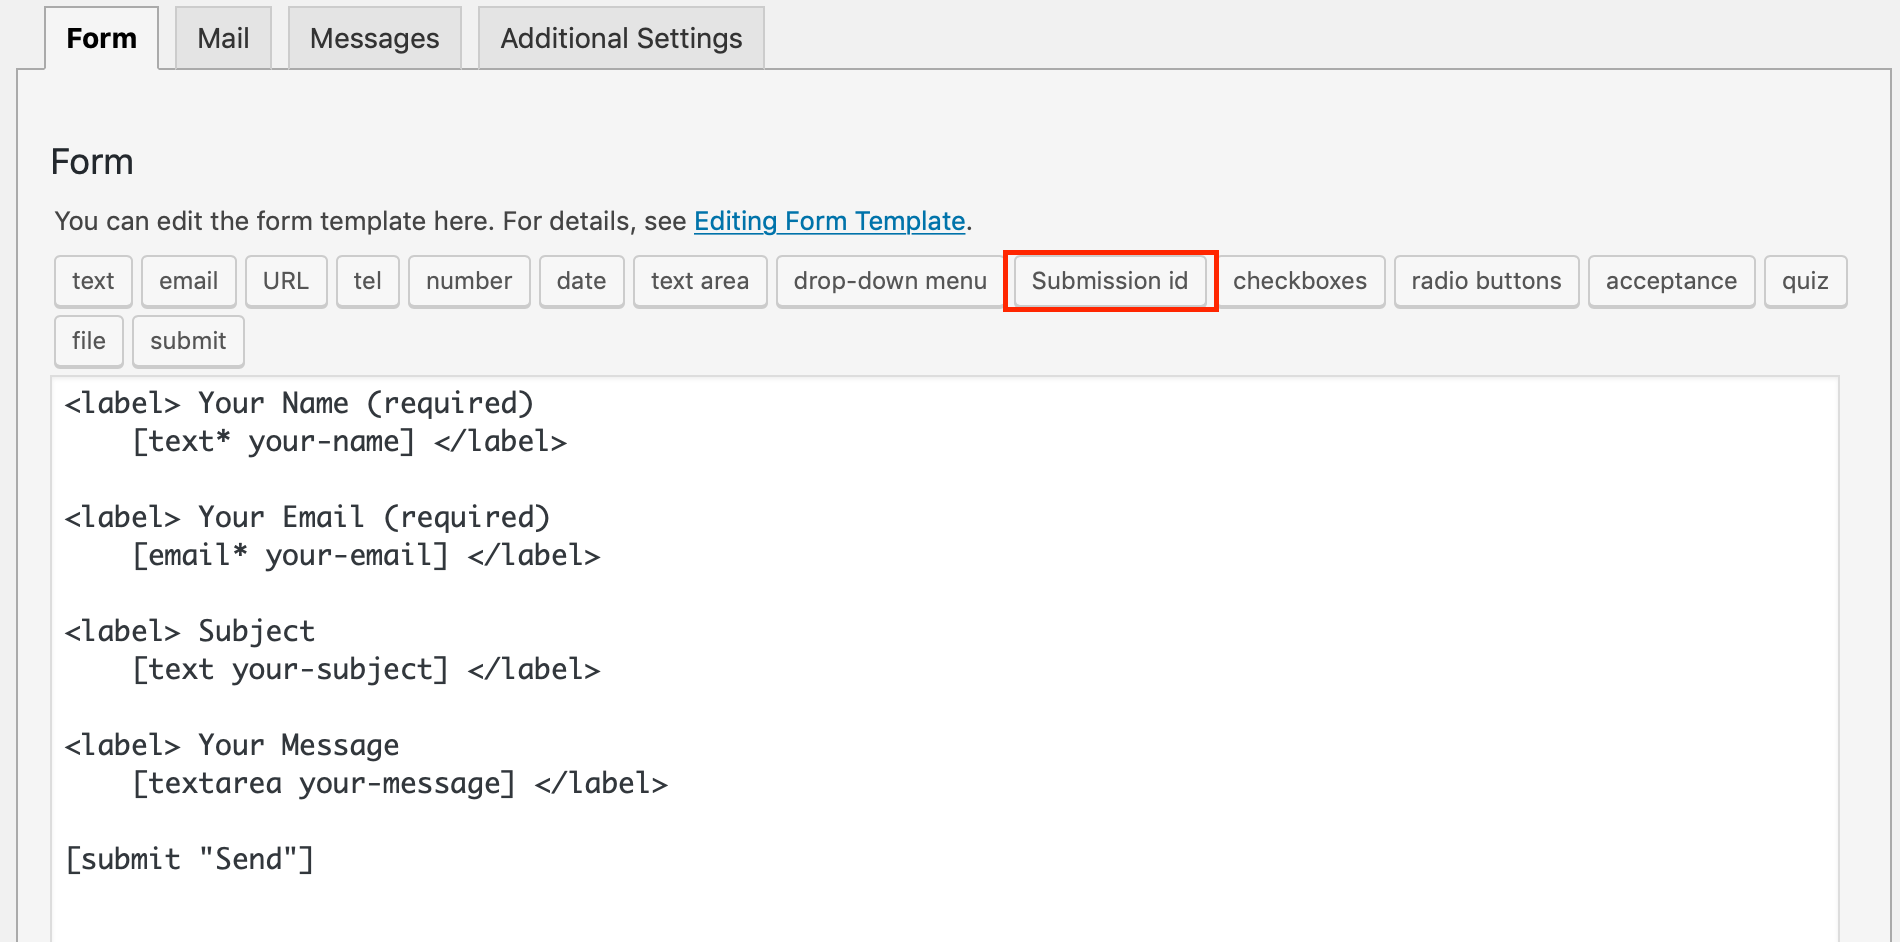 Form Mail Messages Additional Settings
Form
You can edit the form template here. For details, see Editing Form Template.
text email URL tel number date text area drop-down menu Submission id checkboxes radio buttons acceptance quiz
file submit
<label> Your Name (required)
[text* your-name] </label>
<label> Your Email (required)
[email* your-email] </label>
<label> Subject
[text your-subject] </label>
<label> Your Message
[textarea your-message] </label>
[submit "Send"]